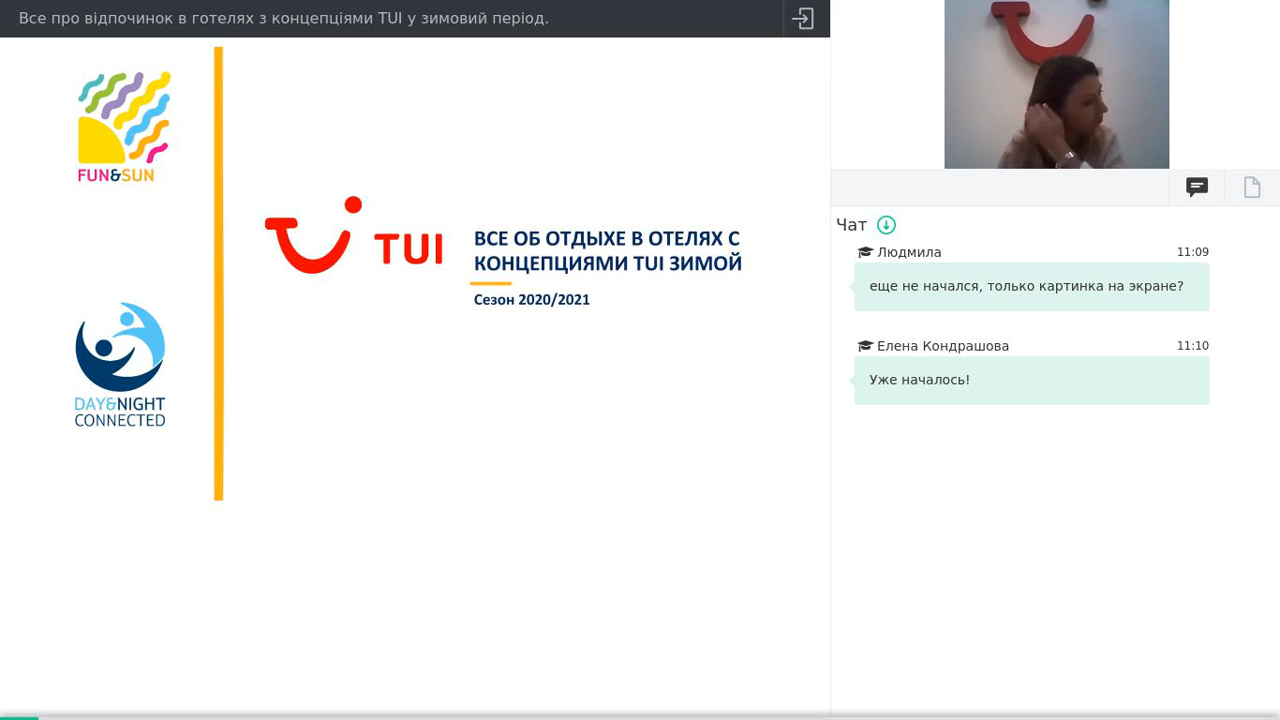 Все про відпочинок в готелях з концепціями TUI у зимовий період.
FUN&SUN
TUI
ВСЕ ОБ ОТДЫХЕ В ОТЕЛЯХ С
КОНЦЕПЦИЯМИ TUI ЗИМОЙ
Сезон 2020/2021
DAY&NIGHT
CONNECTED
Чат
Людмила 11:09
еще не начался, только картинка на экране?
Елена Кондрашова 11:10
Уже началось!